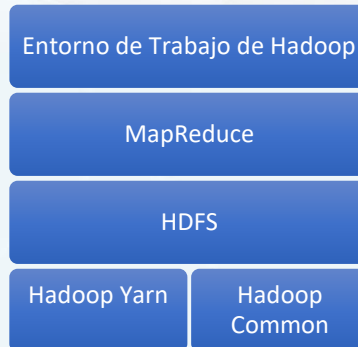 Entorno de Trabajo de Hadoop
MapReduce
HDFS
Hadoop Yarn
Hadoop
Common